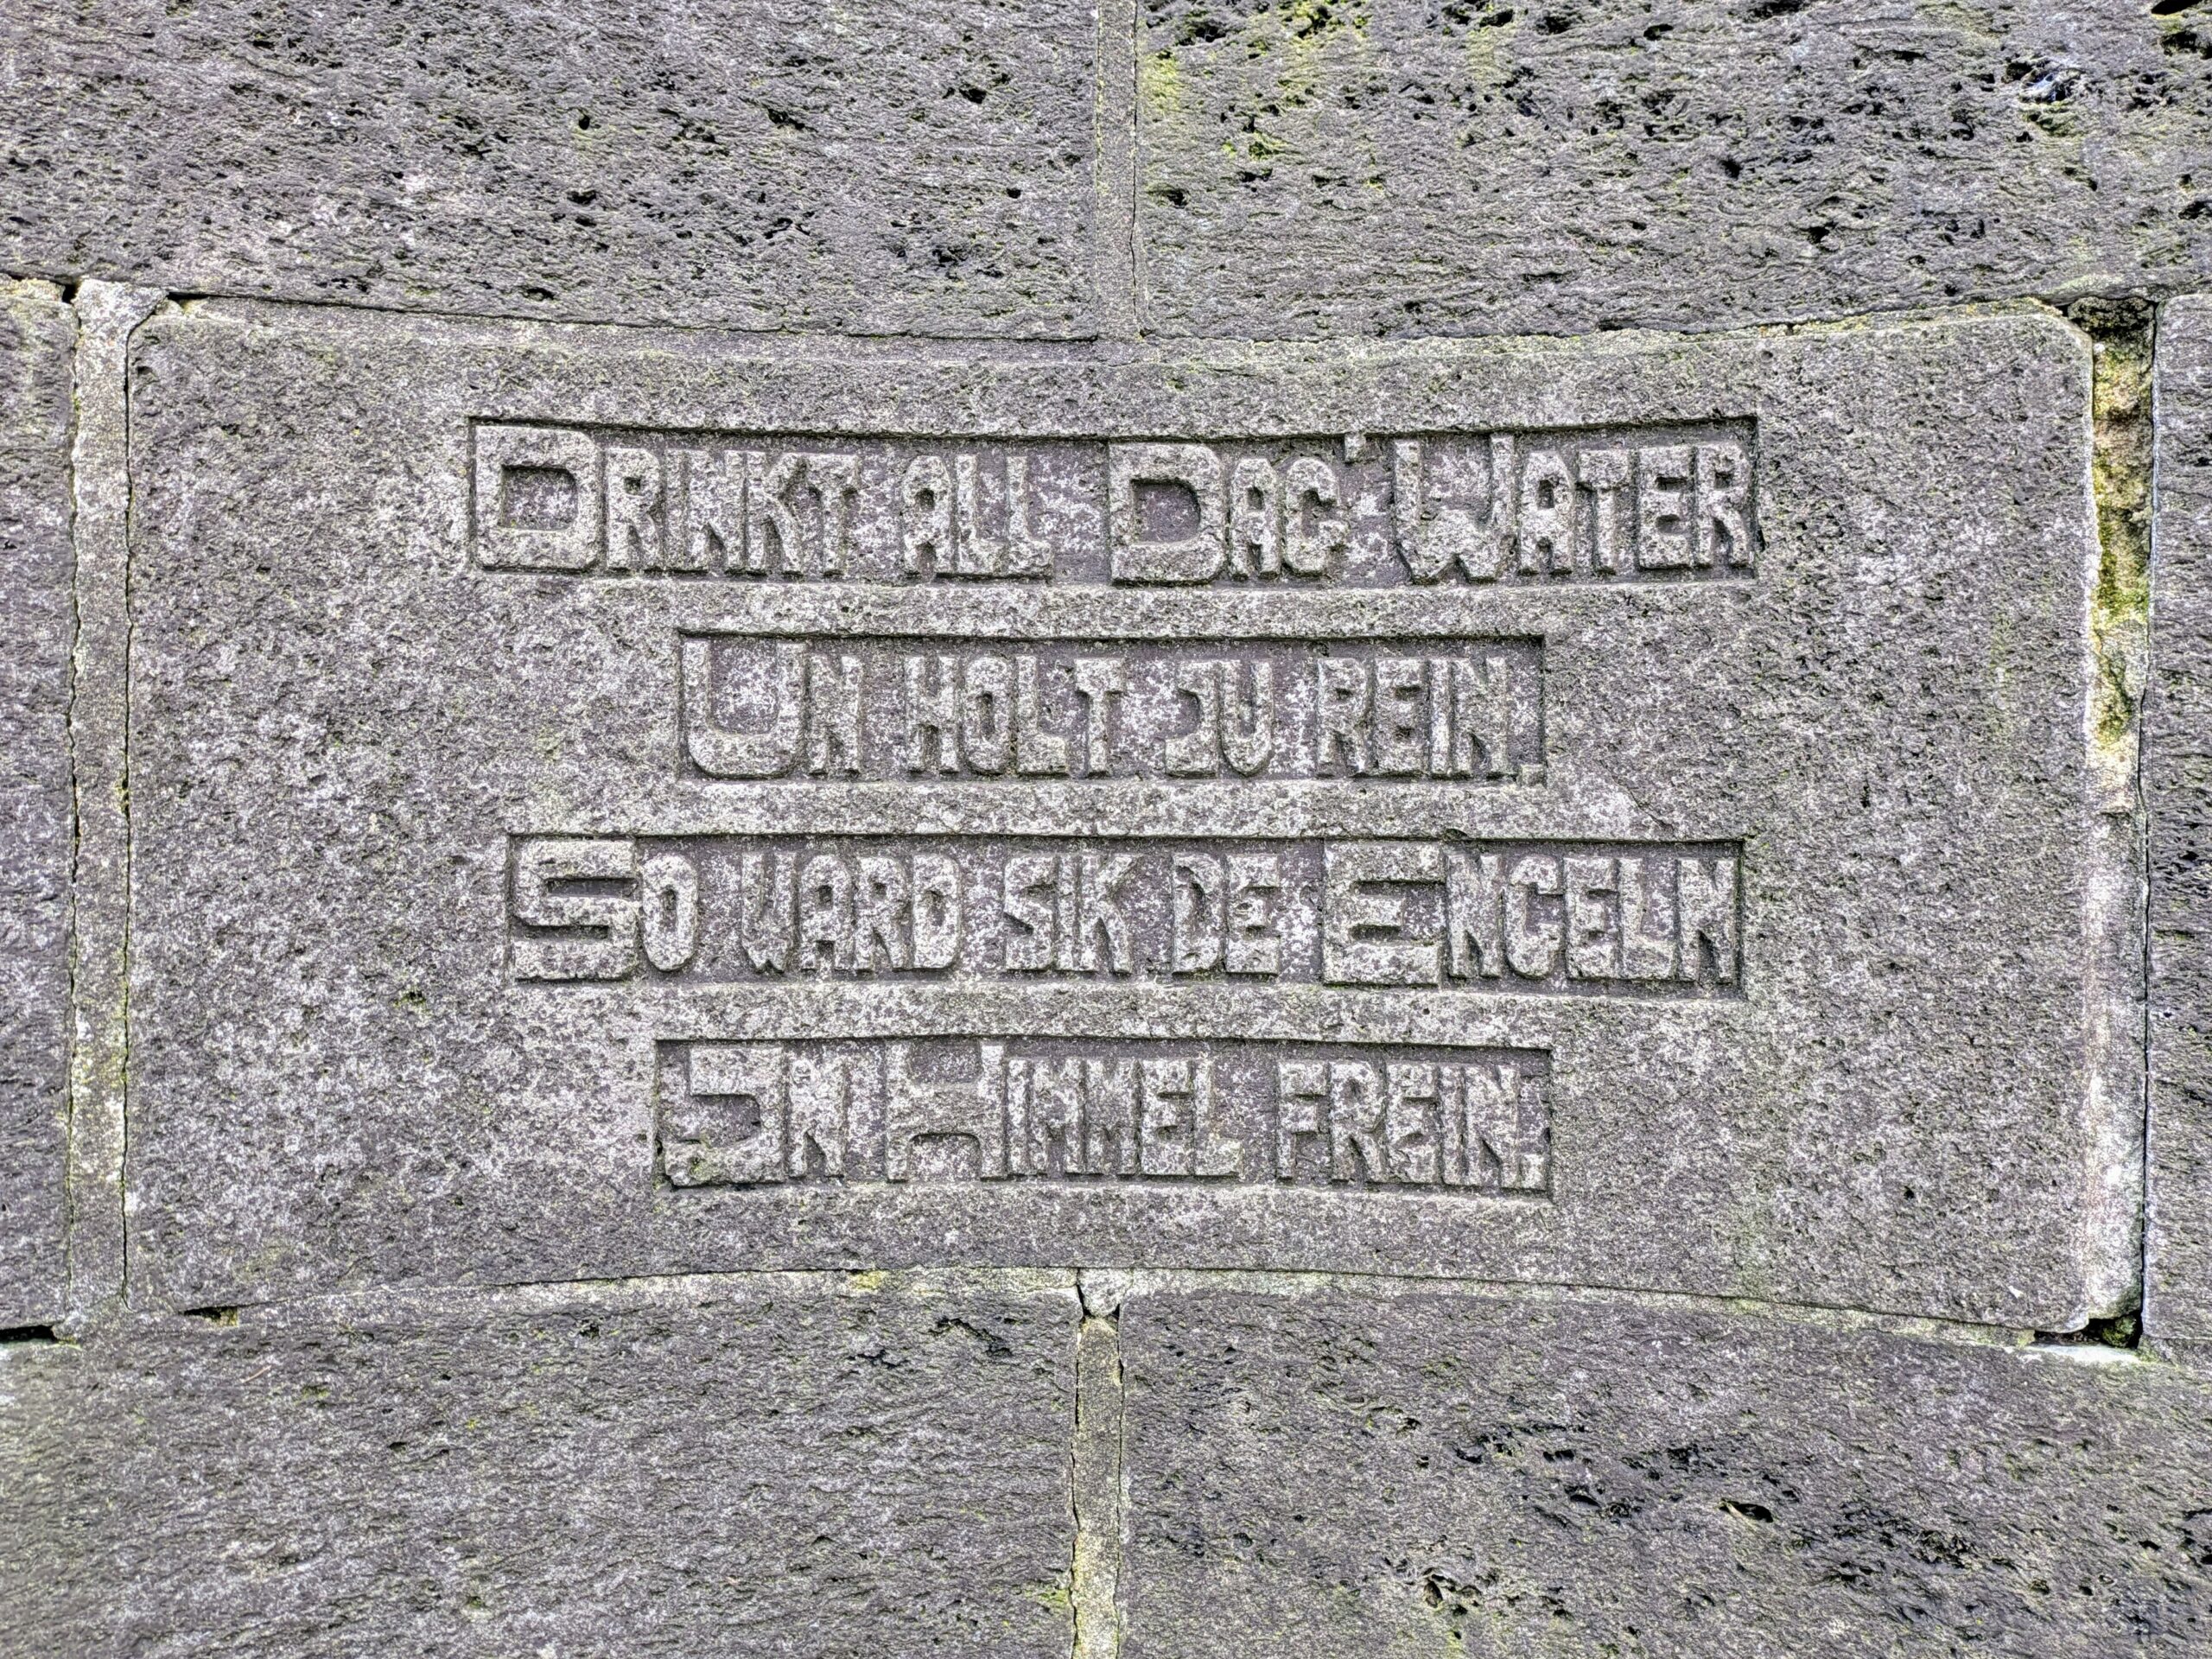 DRINKT ALL DAG' WATER
UN HOLT JU REIN.
SO WARD SIK DE ENGELN
IN HIMMEL FREIN.